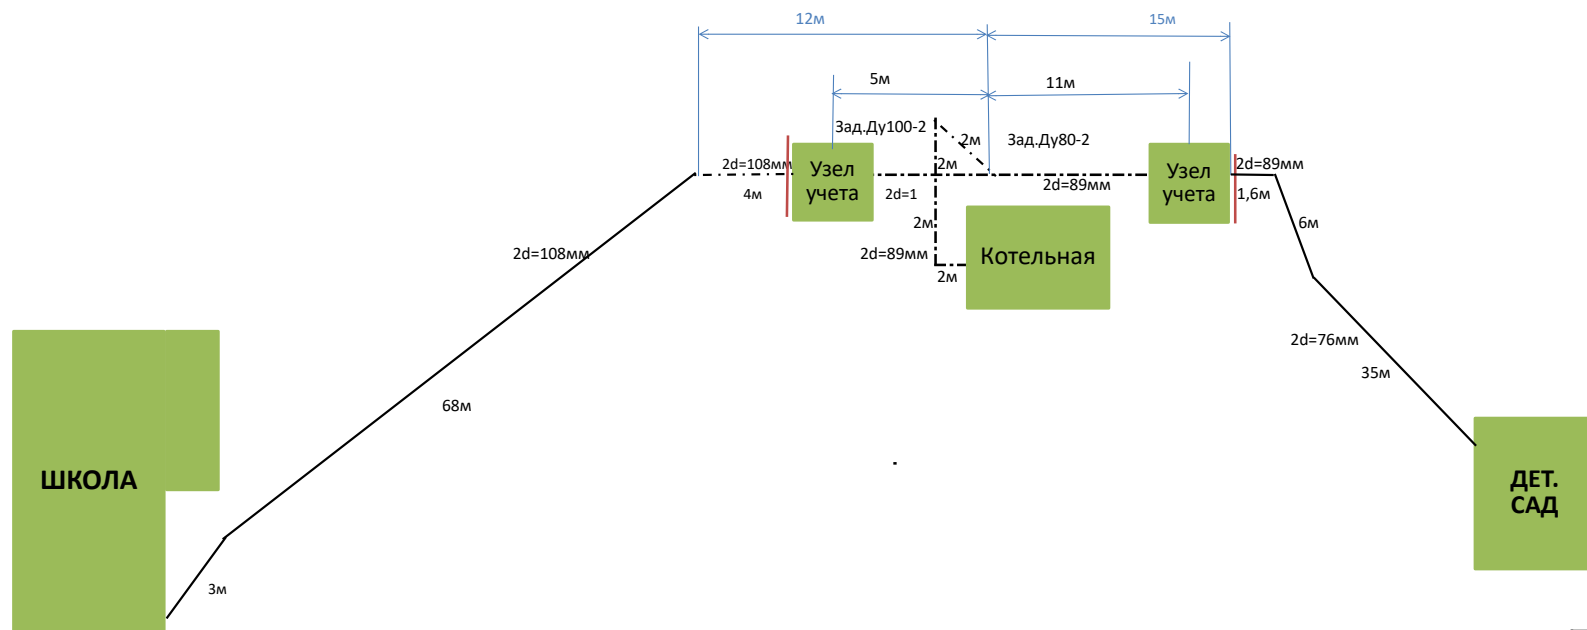 12м
15м
5м
11м
Зад.Ду100-2
2м
Зад.Ду80-2
2d=108мм
Узел
учета
2м
2d=89мм
Узел
учета
2d=89мм
4м
2d=1
1,6м
2м
6м
2d=108мм
2d=89мм
Котельная
2м
2d=76мм
35м
68м
ШКОЛА
ДЕТ.
САД
3м